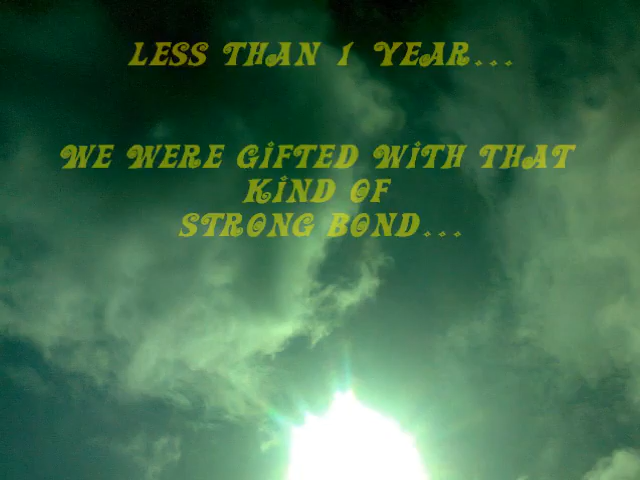 LESS THAN 1 YEAR...
WE WERE GIFTED WITH THAT
KIND OF
STRONG BOND...